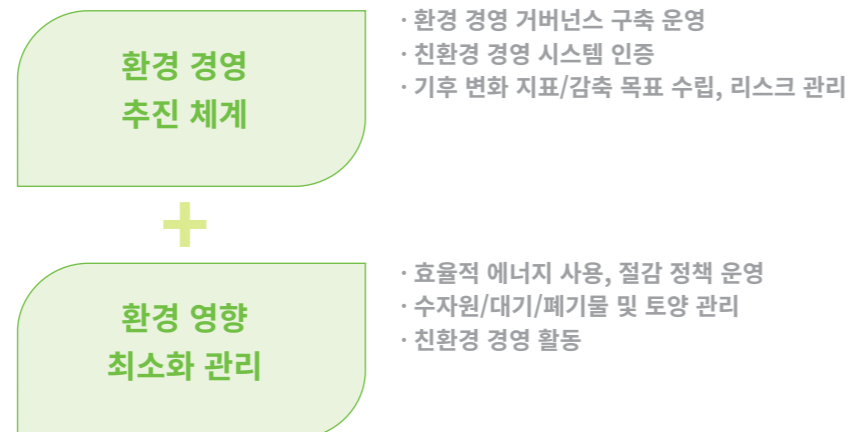 환경 경영
추진 체계
· 환경 경영 거버넌스 구축 운영
· 친환경 경영 시스템 인증
· 기후 변화 지표/감축 목표 수립, 리스크 관리
+
환경 영향
최소화 관리
· 효율적 에너지 사용, 절감 정책 운영
· 수자원/대기/폐기물 및 토양 관리
· 친환경 경영 활동